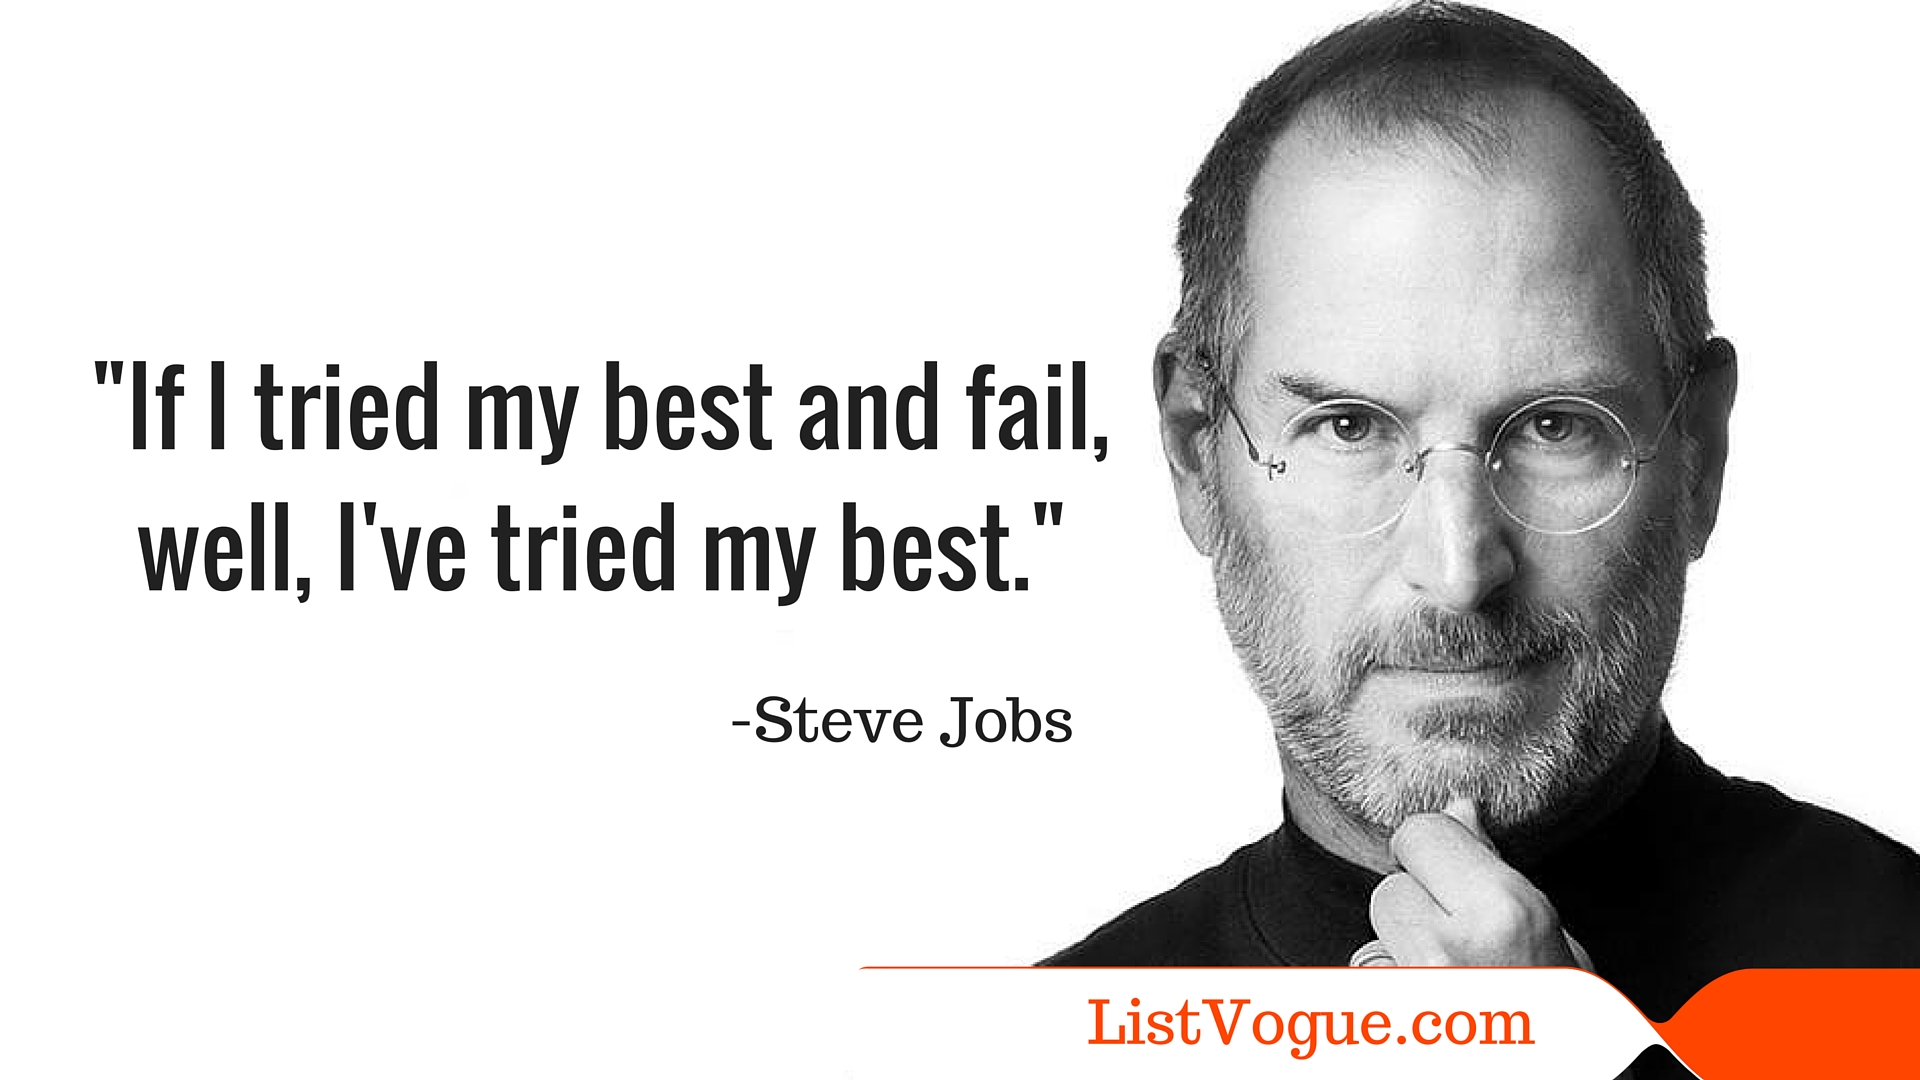 "If I tried my best and fail,
well, I've tried my best."
-Steve Jobs
ListVogue.com